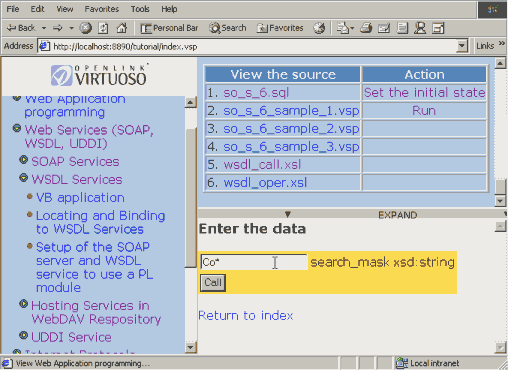 Edit View Favorites Tools Help
Back Personal Bar Search Favorites
Address http://localhost:8890/tutorial/index.vsp Links »
OPENLINK
VIRTUOSO
Web Application
programming
Web Services (SOAP,
WSDL, UDDI)
SOAP Services
WSDL Services
VB application
Locating and Binding
to WSDL Services
Setup of the SOAP
server and WSDL
service to use a PL
module
Hosting Services in
WebDAV Respository
UDDI Service
Internet Protocols
View the source Action
1. so_s_6.sql Set the initial state
2. so_s_6_sample_1.vsp Run
3. so_s_6_sample_2.vsp
4. so_s_6_sample_3.vsp
5. wsdl_call.xsl
6. wsdl_oper.xsl
EXPAND
Enter the data
Co* search_mask xsd:string
Call
Return to index
View Web Application programming... Local intranet